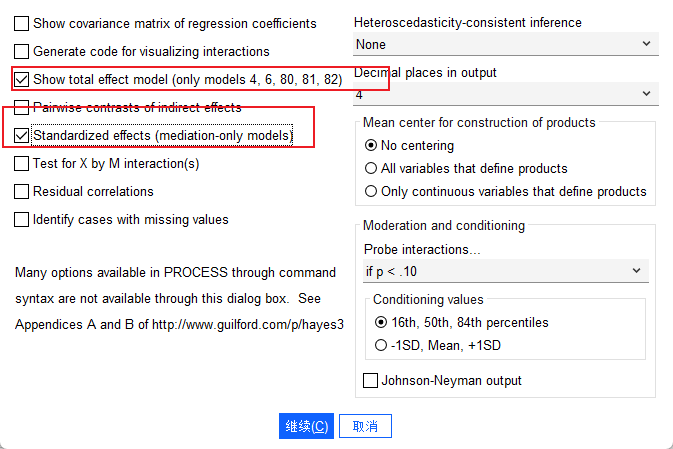 Show covariance matrix of regression coefficients
Generate code for visualizing interactions
Show total effect model (only models 4, 6, 80, 81, 82)
Pairwise contrasts of indirect effects
Standardized effects (mediation-only models)
Test for X by M interaction(s)
Residual correlations
Identify cases with missing values
Many options available in PROCESS through command
syntax are not available through this dialog box.  See
Appendices A and B of http://www.guilford.com/p/hayes3
Heteroscedasticity-consistent inference
None
Decimal places in output
4
Mean center for construction of products
No centering
All variables that define products
Only continuous variables that define products
Moderation and conditioning
Probe interactions...
if p < .10
Conditioning values
16th, 50th, 84th percentiles
-1SD, Mean, +1SD
Johnson-Neyman output
继续(C)
取消